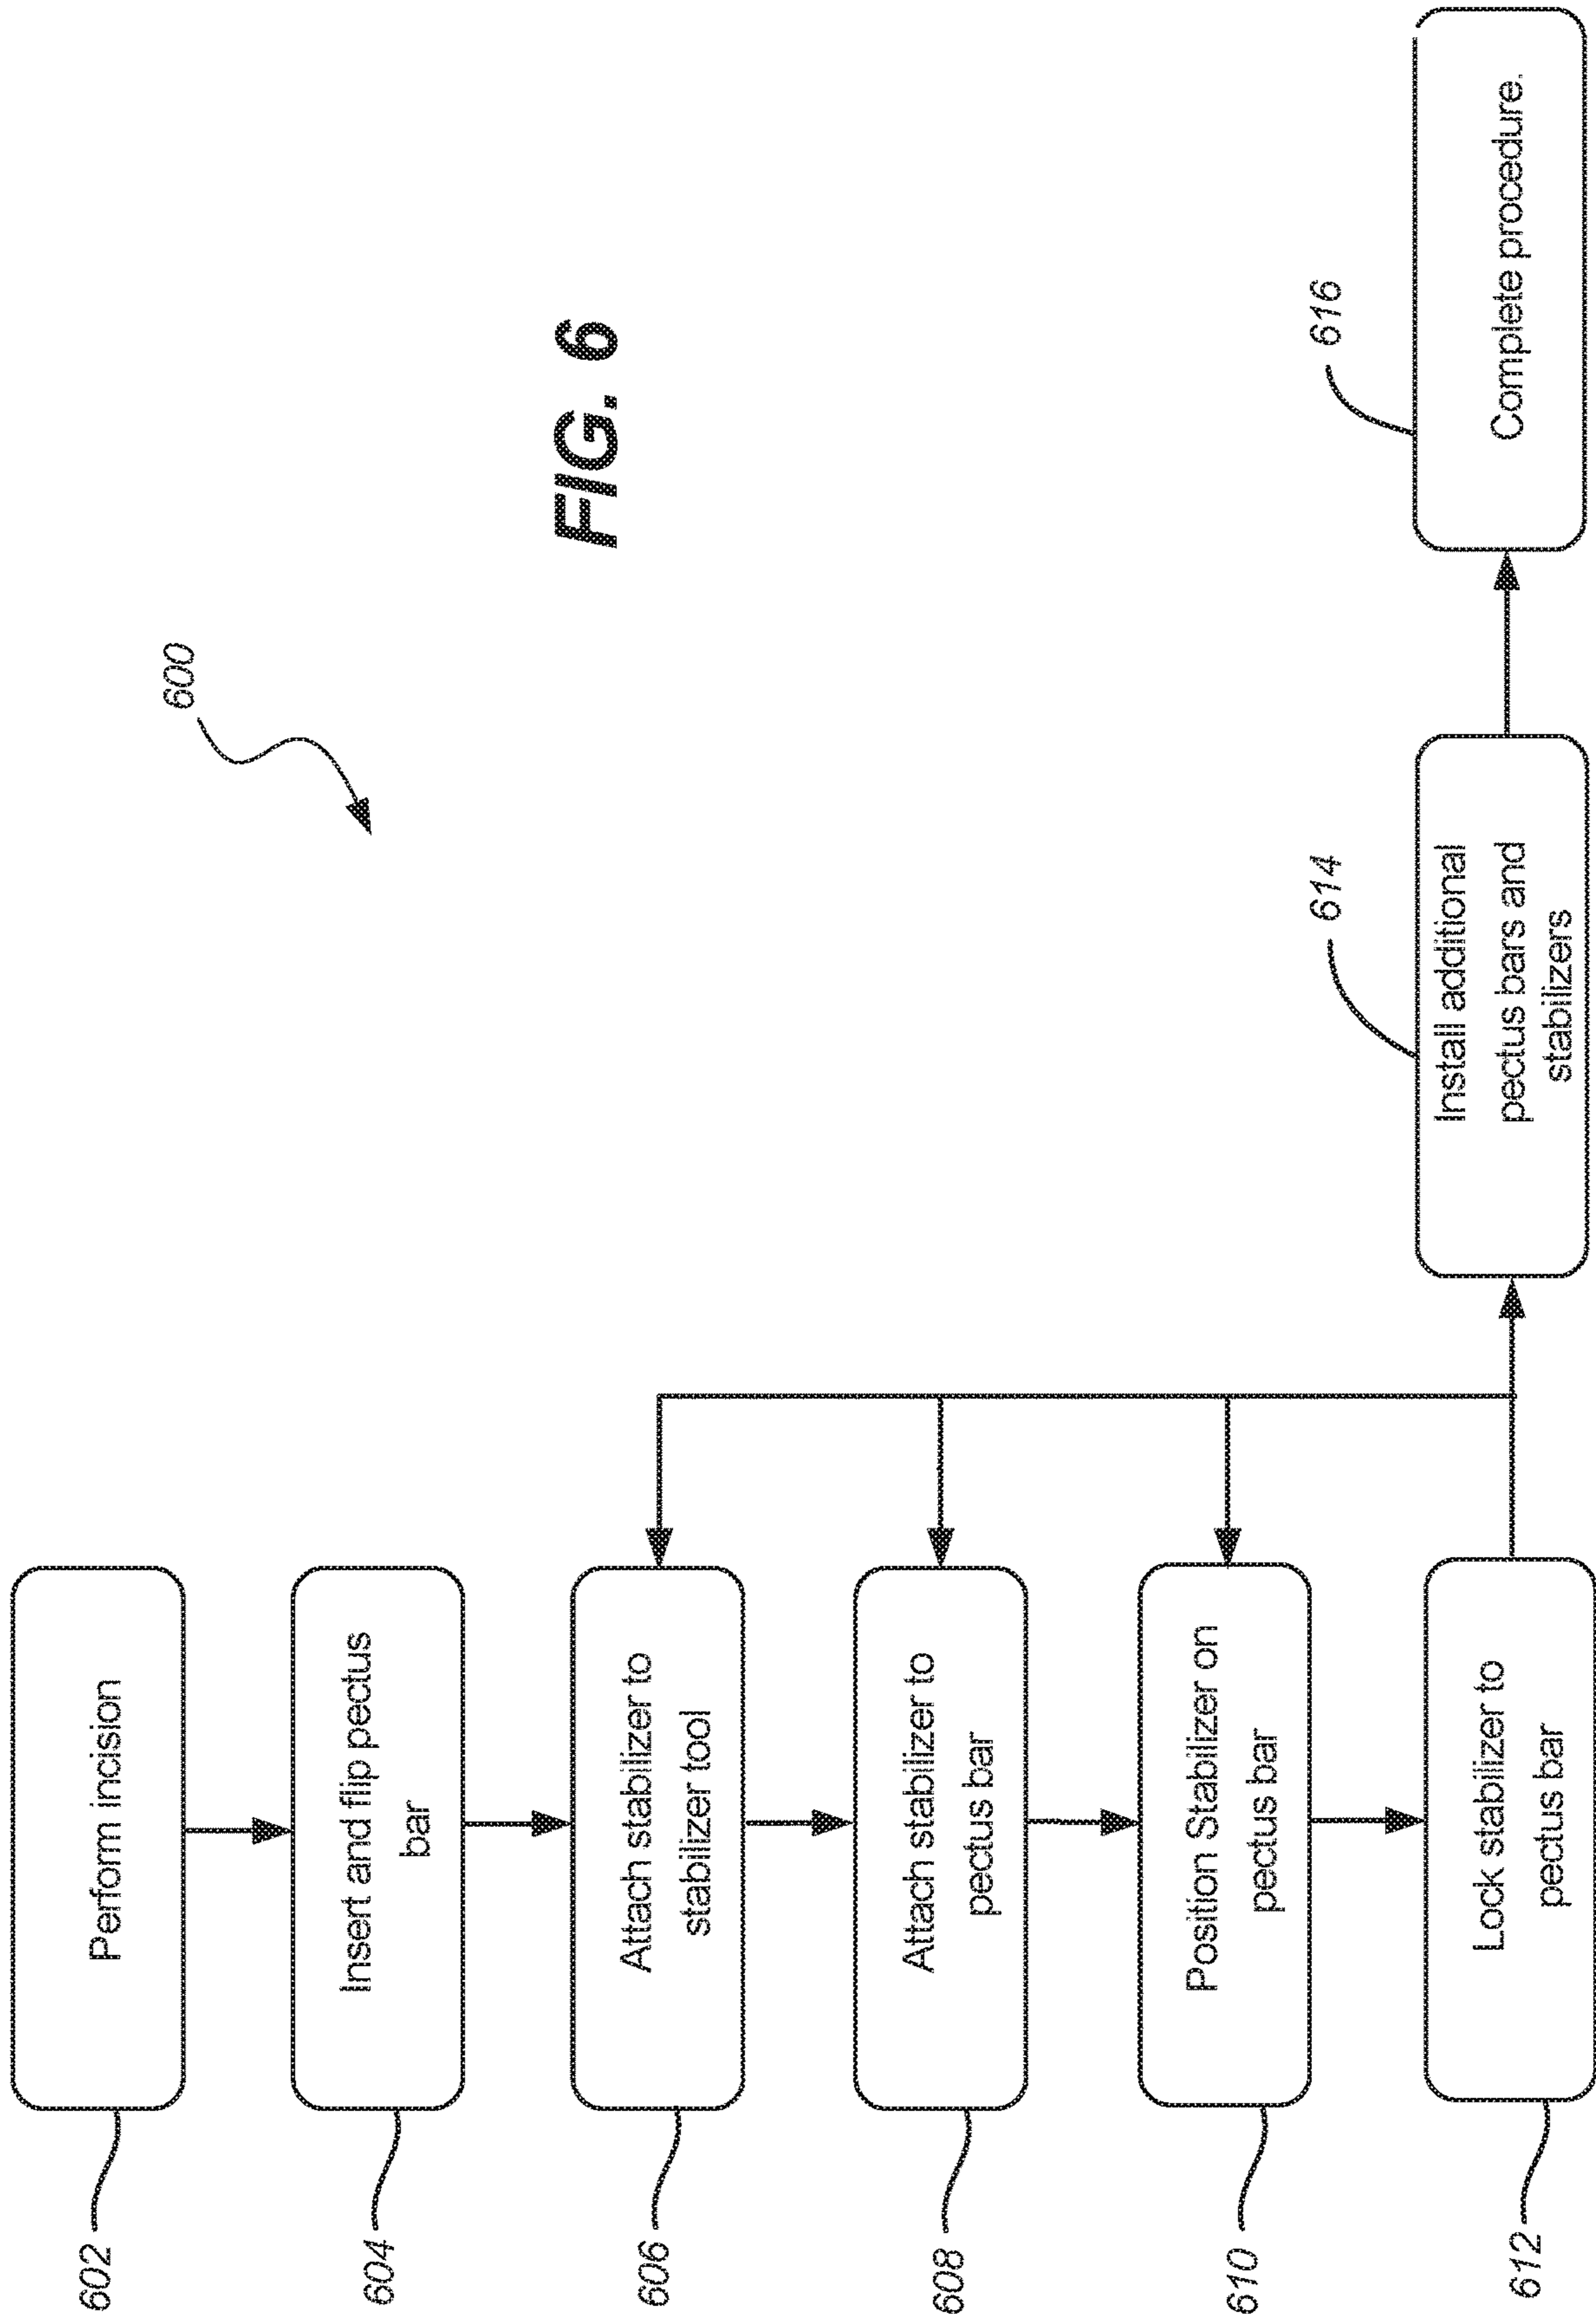 600
FIG. 6
602
Perform incision
604
Insert and flip pectus
bar
606
Attach stabilizer to
stabilizer tool
608
Attach stabilizer to
pectus bar
610
Position Stabilizer on
pectus bar
612
Lock stabilizer to
pectus bar
614
Install additional
pectus bars and
stabilizers
616
Complete procedure.